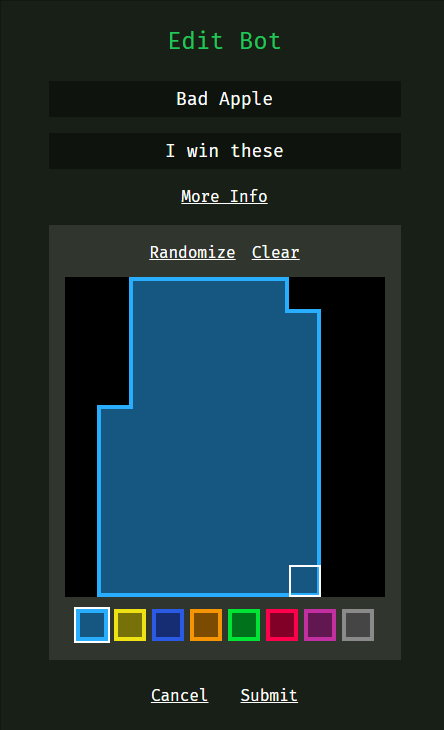 Edit Bot
Bad Apple
I win these
More Info
Randomize Clear
Cancel Submit